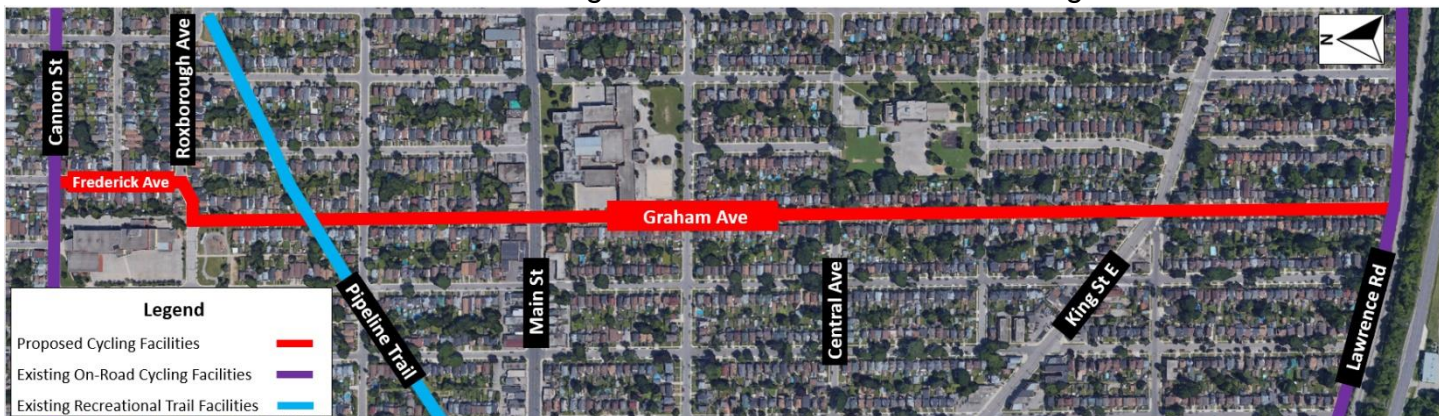 Cannon St
Roxborough Ave
Frederick Ave
Pipeline Trail
Main St
Graham Ave
Central Ave
King St E
Lawrence Rd
N
Legend
Proposed Cycling Facilities
Existing On-Road Cycling Facilities
Existing Recreational Trail Facilities